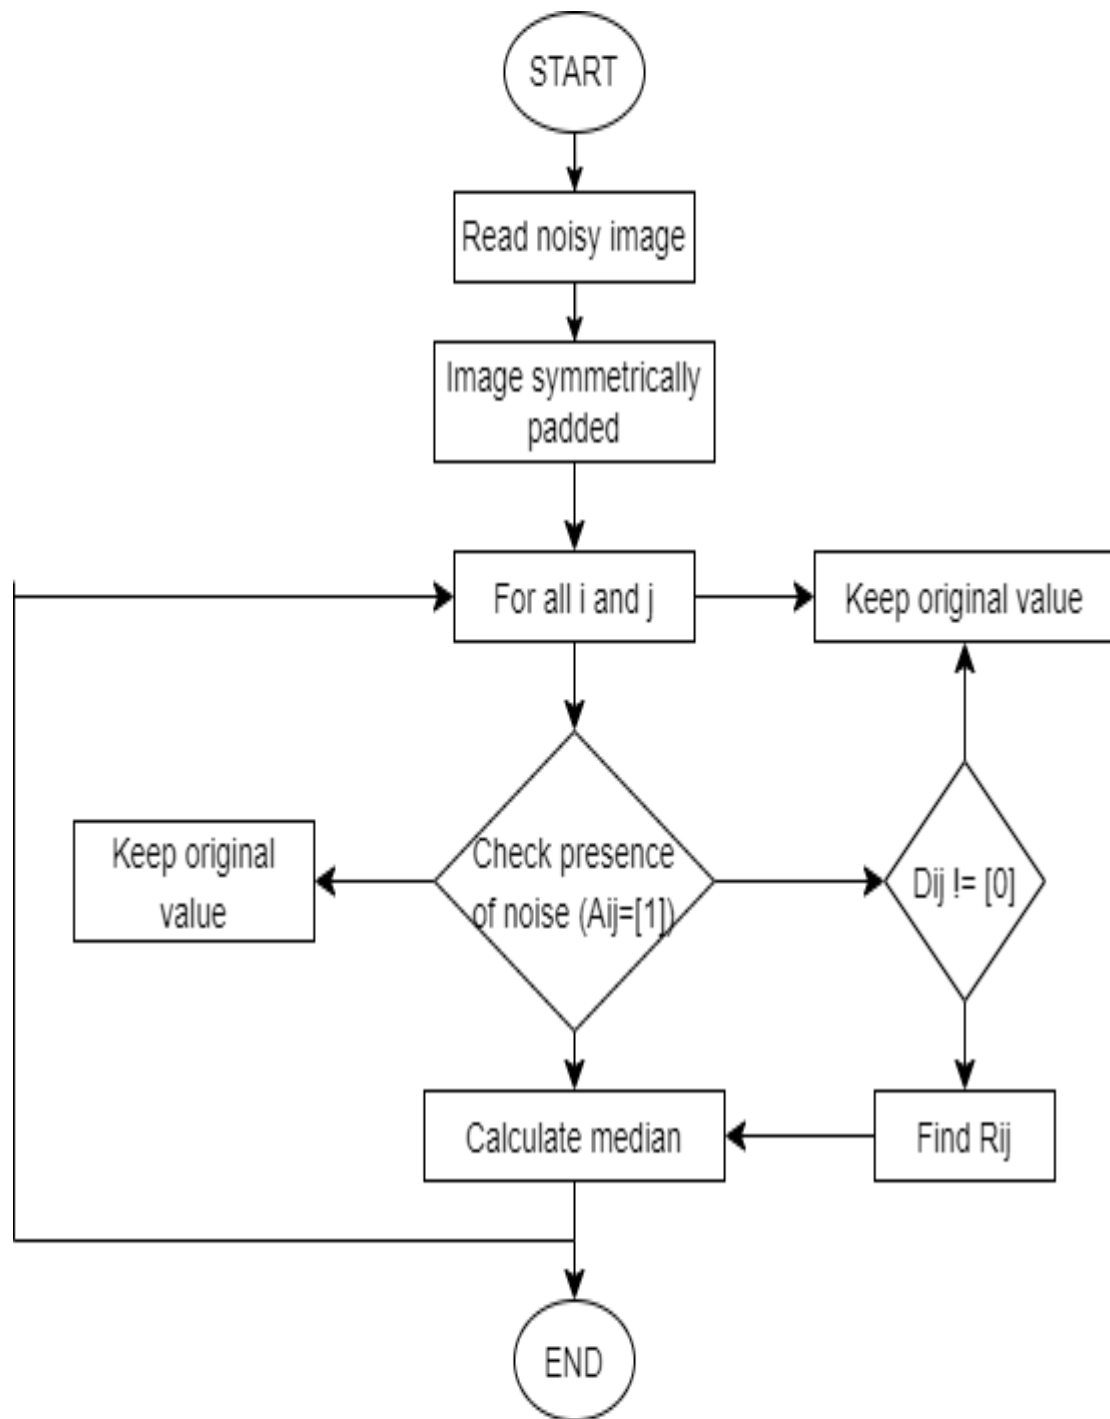 START
Read noisy image
Image symmetrically
padded
For all i and j
Keep original value
Keep original
value
Check presence
of noise (Aij=[1])
Dij != [0]
Calculate median
Find Rij
END